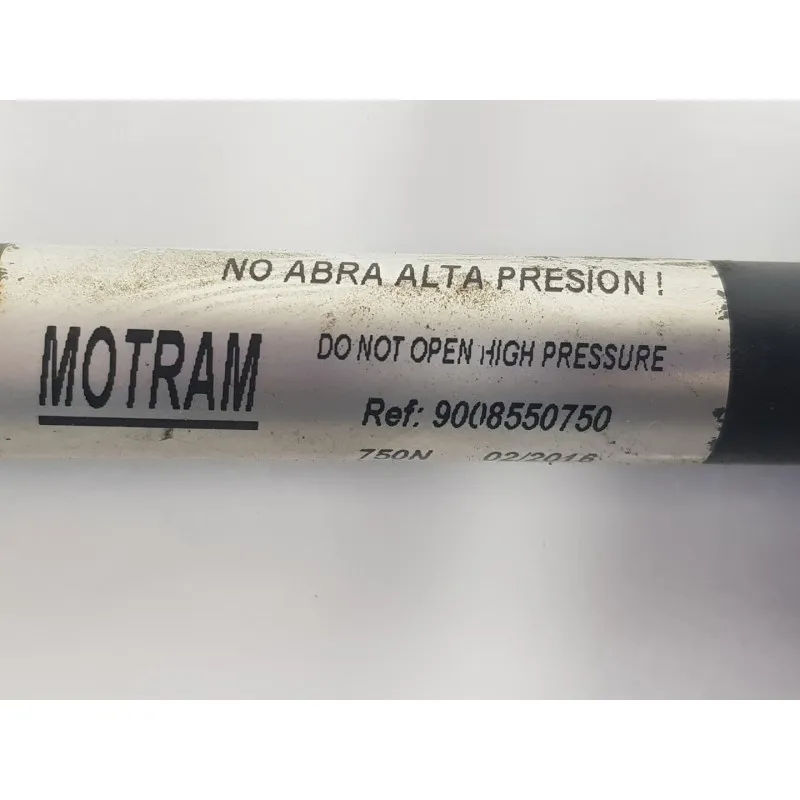 NO ABRA ALTA PRESION !
MOTRAM
DO NOT OPEN HIGH PRESSURE
Ref: 9008550750
750N 02/2016